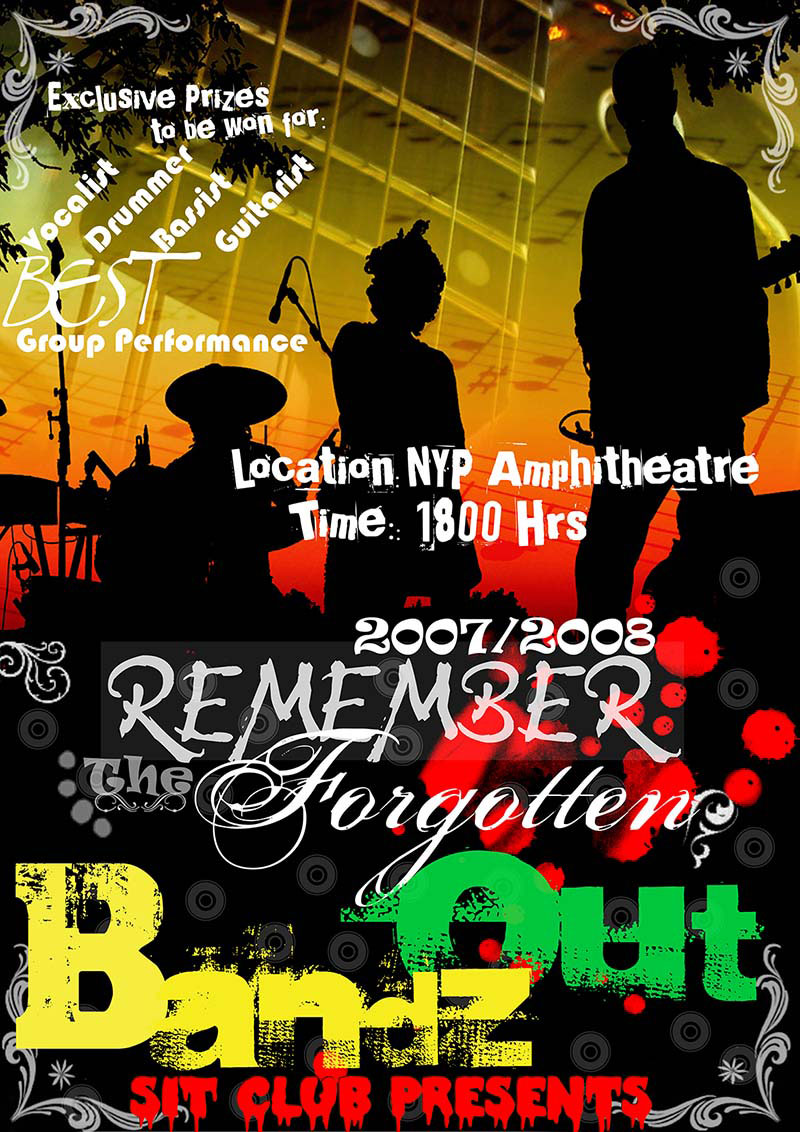 Exclusive Prizes
to be won for:
Vocalist
Drummer
Bassist
Guitarist
BEST
Group Performance
Location NYP Amphitheatre
Time: 1800 Hrs
2007/2008
REMEMBER
The Forgotten
Bandz Out
SIT CLUB PRESENTS